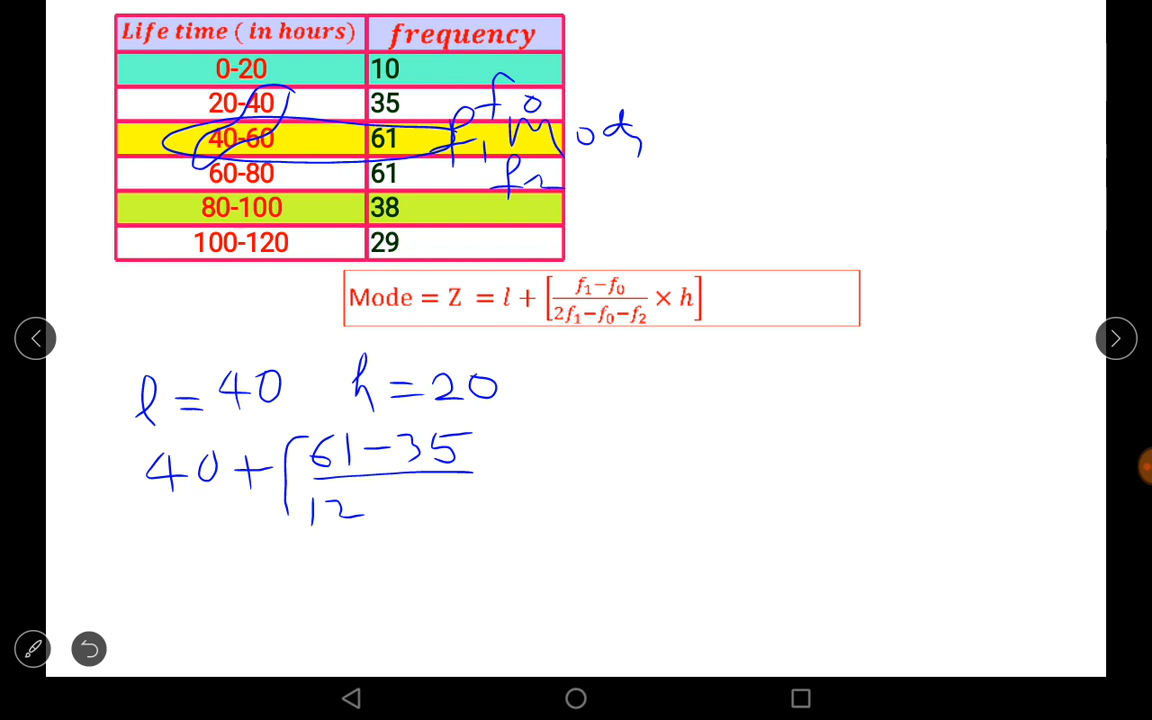 Life time ( in hours) frequency
0-20 10
20-40 35 f0
40-60 61 f1 Mod
60-80 61 f2
80-100 38
100-120 29
Mode = Z = l + [ (f₁−f₀)/(2f₁−f₀−f₂) × h ]
l = 40 h = 20
40 + [ 61 − 35
12